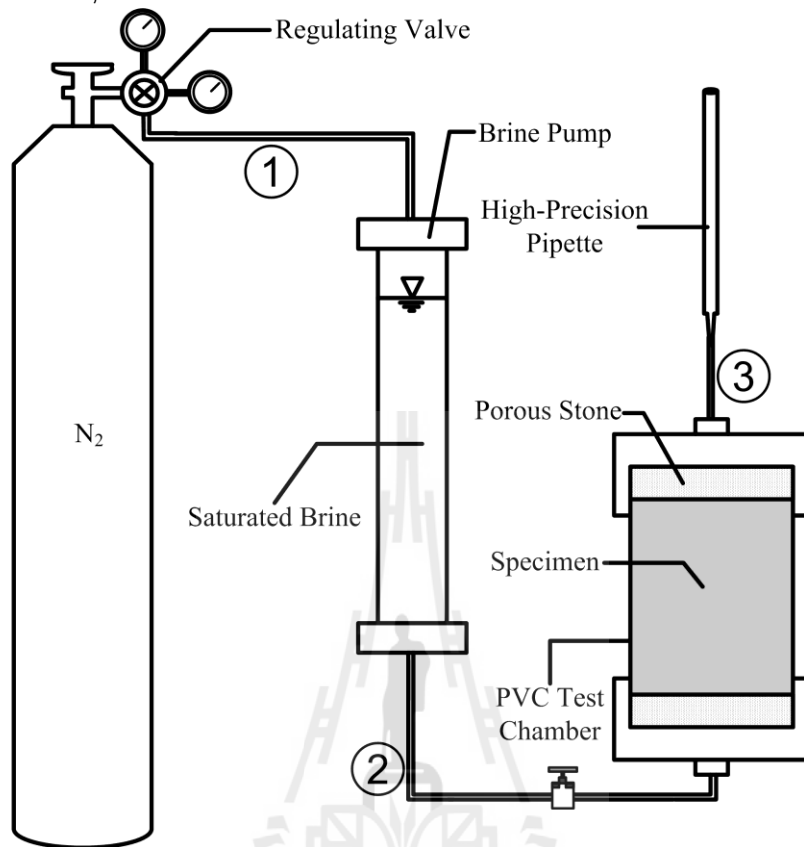 Regulating Valve
1
Brine Pump
High-Precision
Pipette
3
Porous Stone
N₂
Saturated Brine
Specimen
PVC Test
Chamber
2